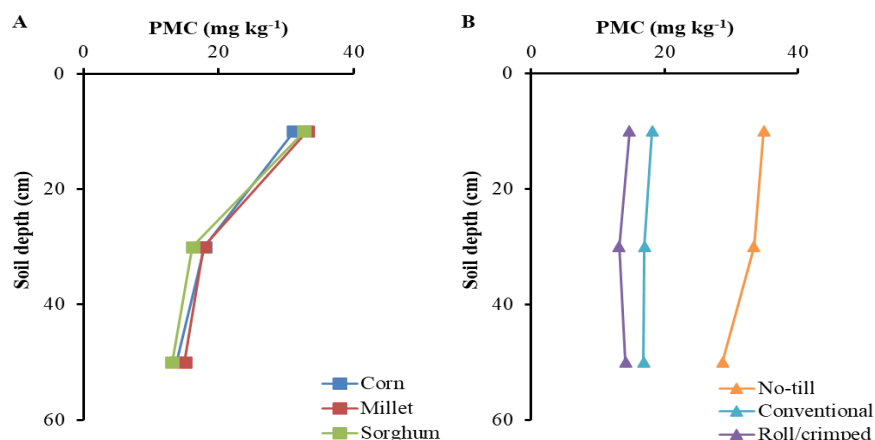 A
PMC (mg kg⁻¹)
0 20 40
0
20
40
60
Soil depth (cm)
Corn
Millet
Sorghum
B
PMC (mg kg⁻¹)
0 20 40
0
20
40
60
Soil depth (cm)
No-till
Conventional
Roll/crimped